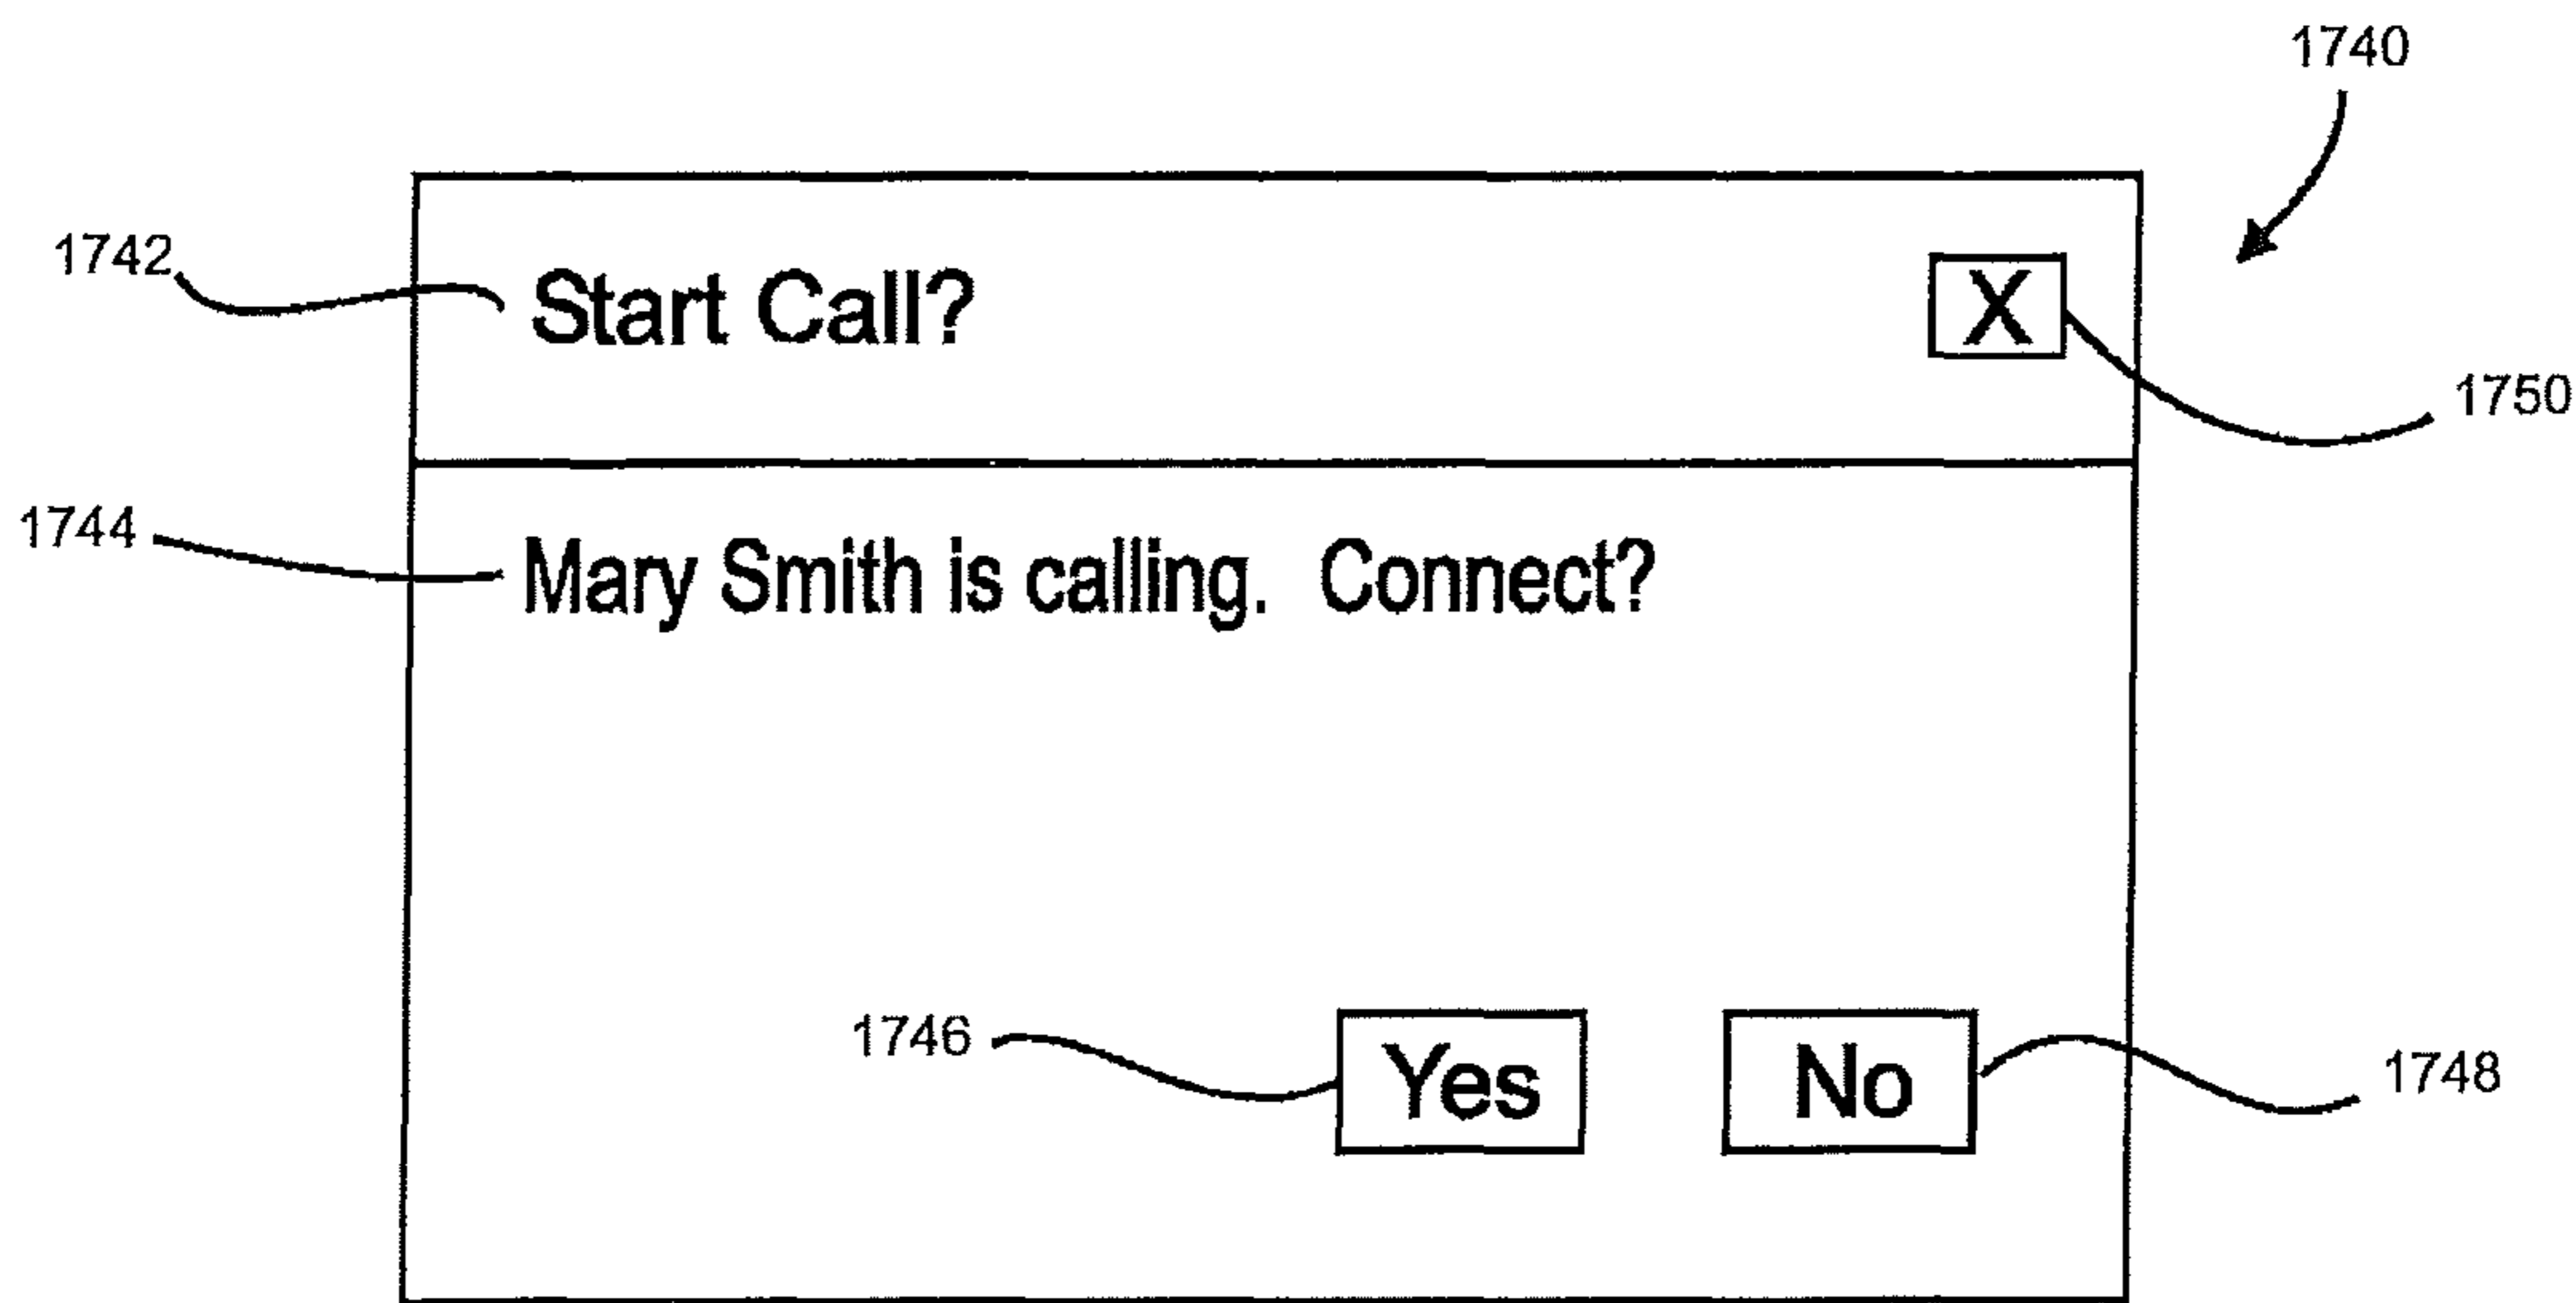 1740
1742
Start Call?
X
1750
1744
Mary Smith is calling.  Connect?
1746
Yes
No
1748